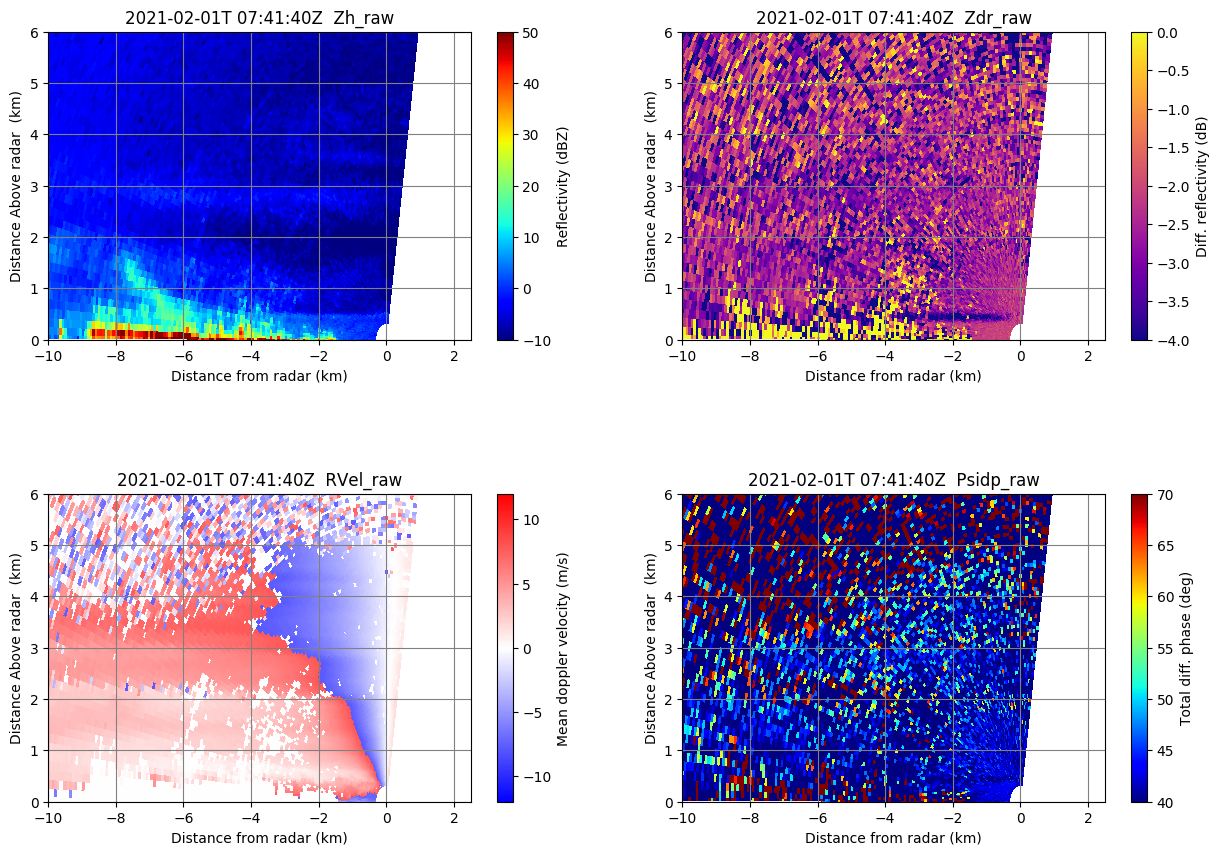 2021-02-01T 07:41:40Z  Zh_raw
6
5
4
3
2
1
0
Distance Above radar  (km)
−10 −8 −6 −4 −2 0 2
Distance from radar (km)
50
40
30
20
10
0
−10
Reflectivity (dBZ)
2021-02-01T 07:41:40Z  Zdr_raw
6
5
4
3
2
1
0
Distance Above radar  (km)
−10 −8 −6 −4 −2 0 2
Distance from radar (km)
0.0
−0.5
−1.0
−1.5
−2.0
−2.5
−3.0
−3.5
−4.0
Diff. reflectivity (dB)
2021-02-01T 07:41:40Z  RVel_raw
6
5
4
3
2
1
0
Distance Above radar  (km)
−10 −8 −6 −4 −2 0 2
Distance from radar (km)
10
5
0
−5
−10
Mean doppler velocity (m/s)
2021-02-01T 07:41:40Z  Psidp_raw
6
5
4
3
2
1
0
Distance Above radar  (km)
−10 −8 −6 −4 −2 0 2
Distance from radar (km)
70
65
60
55
50
45
40
Total diff. phase (deg)